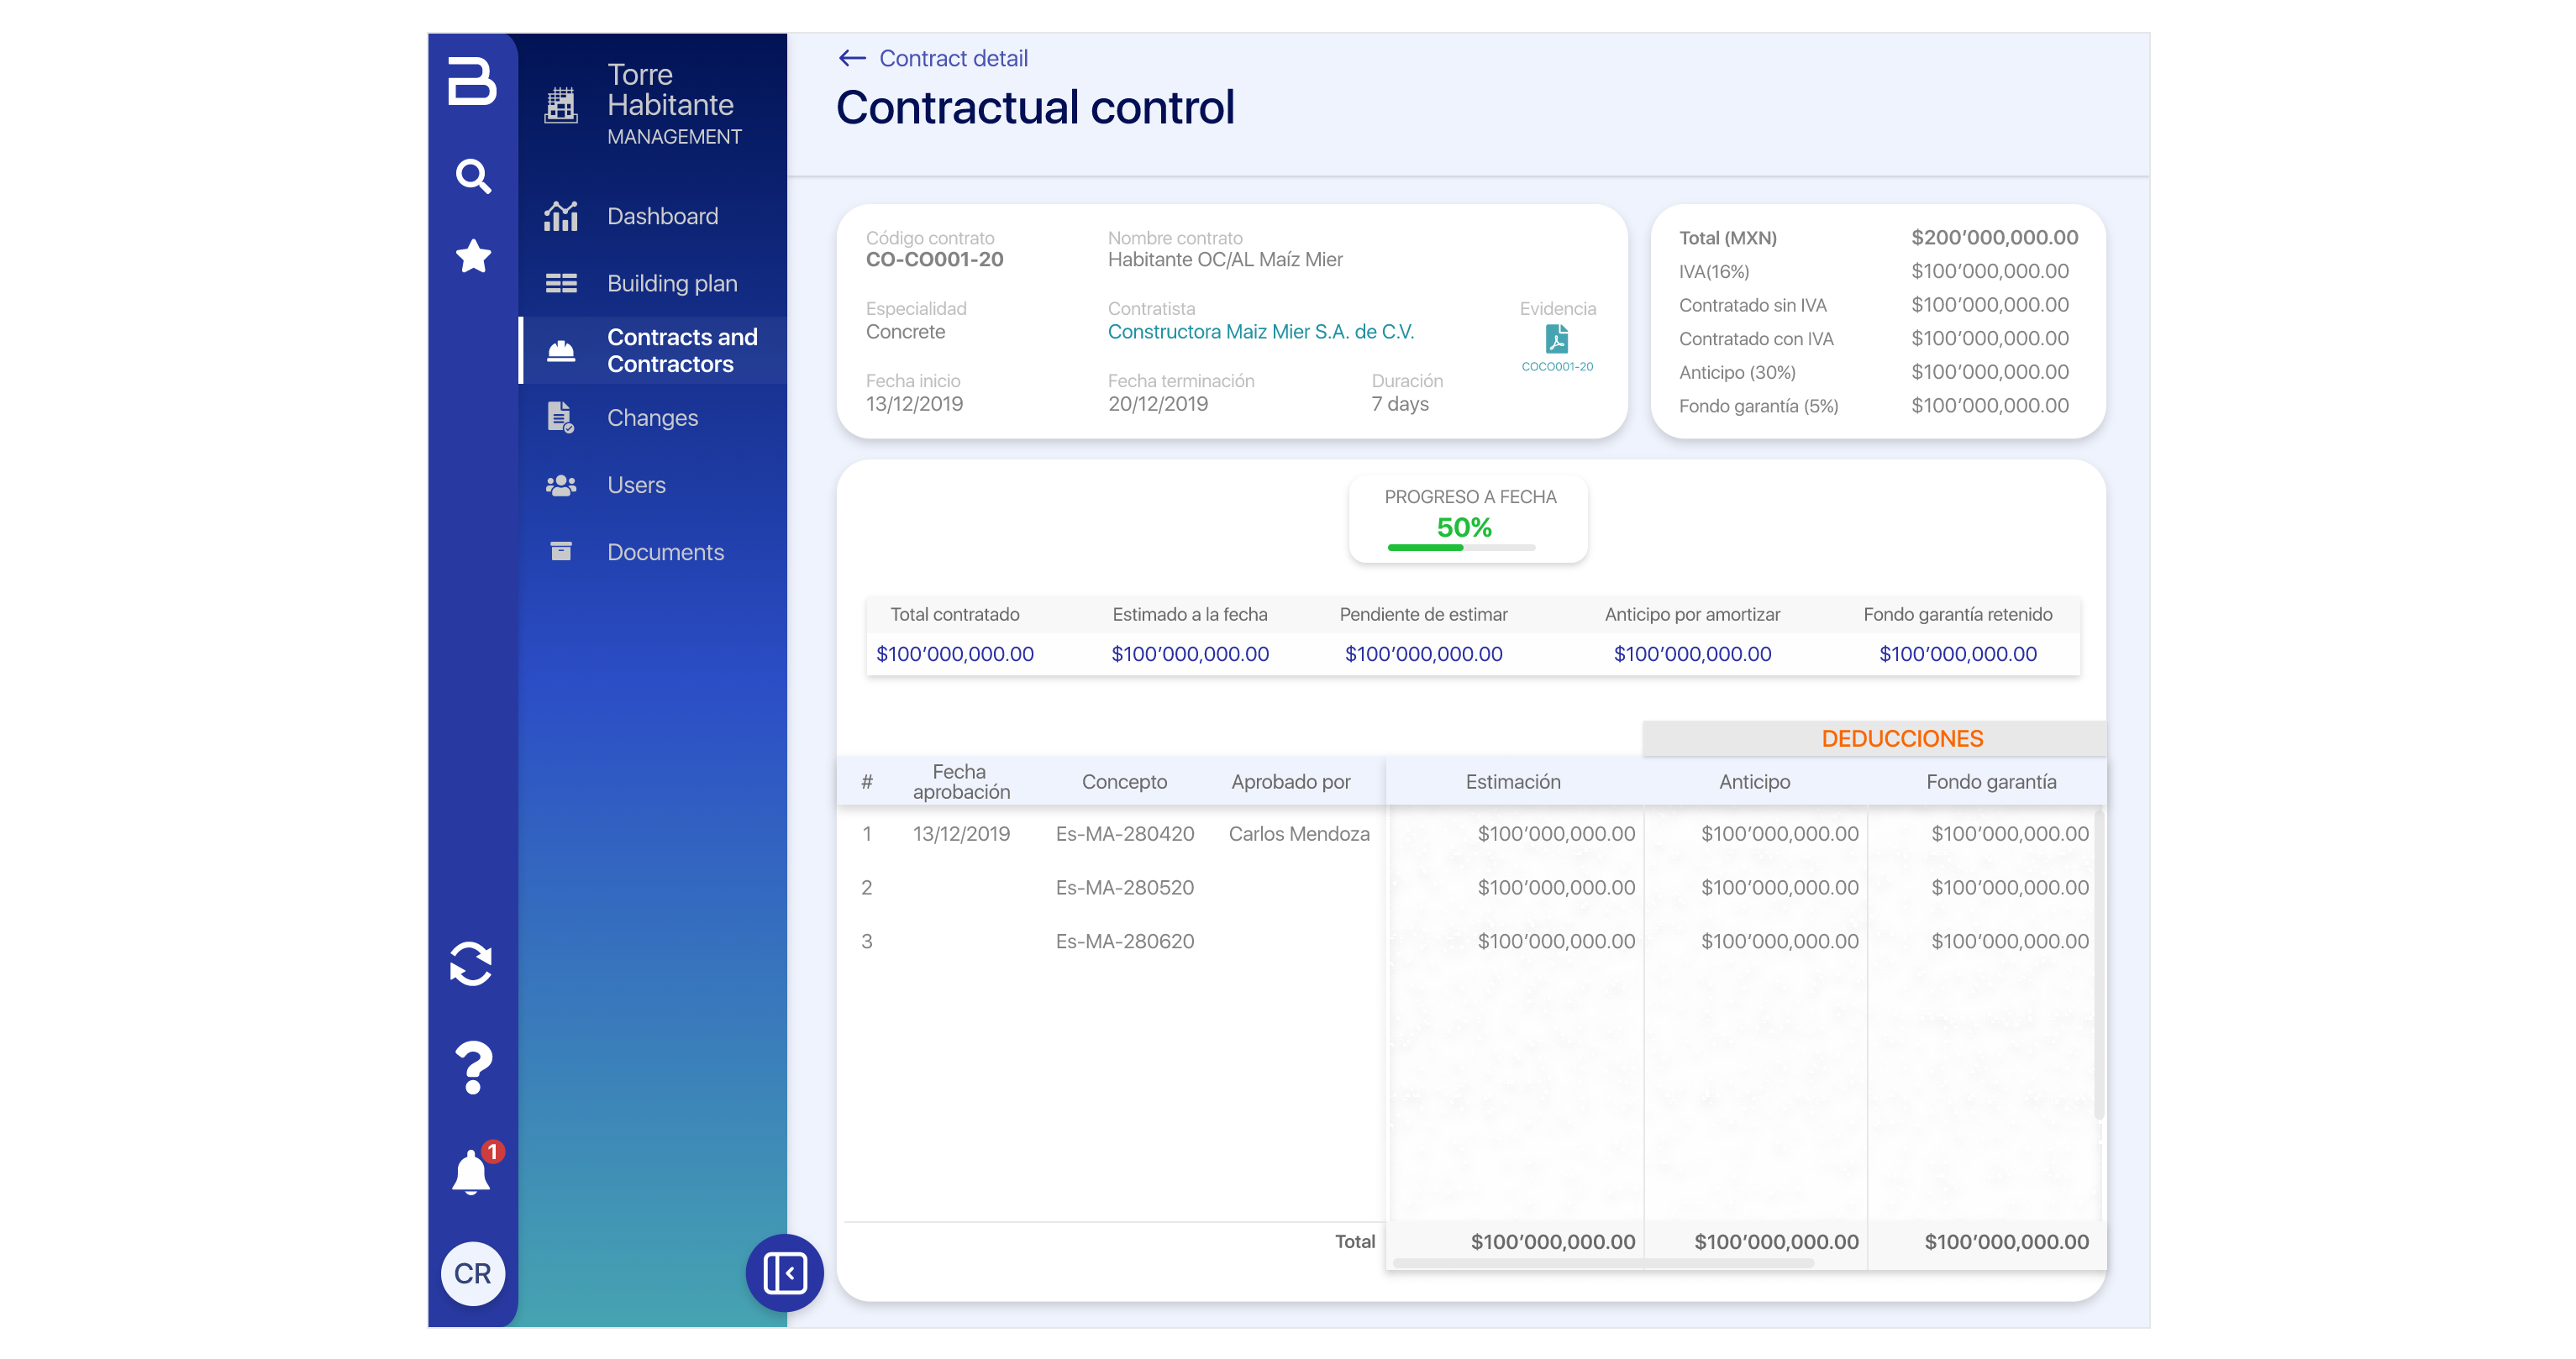 B
Torre
Habitante
MANAGEMENT
Dashboard
Building plan
Contracts and
Contractors
Changes
Users
Documents
1
CR
Contract detail
Contractual control
Código contrato
CO-CO001-20
Nombre contrato
Habitante OC/AL Maíz Mier
Especialidad
Concrete
Contratista
Constructora Maiz Mier S.A. de C.V.
Evidencia
COCO001-20
Fecha inicio
13/12/2019
Fecha terminación
20/12/2019
Duración
7 days
Total (MXN) $200’000,000.00
IVA(16%) $100’000,000.00
Contratado sin IVA $100’000,000.00
Contratado con IVA $100’000,000.00
Anticipo (30%) $100’000,000.00
Fondo garantía (5%) $100’000,000.00
PROGRESO A FECHA
50%
Total contratado Estimado a la fecha Pendiente de estimar Anticipo por amortizar Fondo garantía retenido
$100’000,000.00 $100’000,000.00 $100’000,000.00 $100’000,000.00 $100’000,000.00
DEDUCCIONES
# Fecha aprobación Concepto Aprobado por Estimación Anticipo Fondo garantía
1 13/12/2019 Es-MA-280420 Carlos Mendoza $100’000,000.00 $100’000,000.00 $100’000,000.00
2 Es-MA-280520 $100’000,000.00 $100’000,000.00 $100’000,000.00
3 Es-MA-280620 $100’000,000.00 $100’000,000.00 $100’000,000.00
Total $100’000,000.00 $100’000,000.00 $100’000,000.00